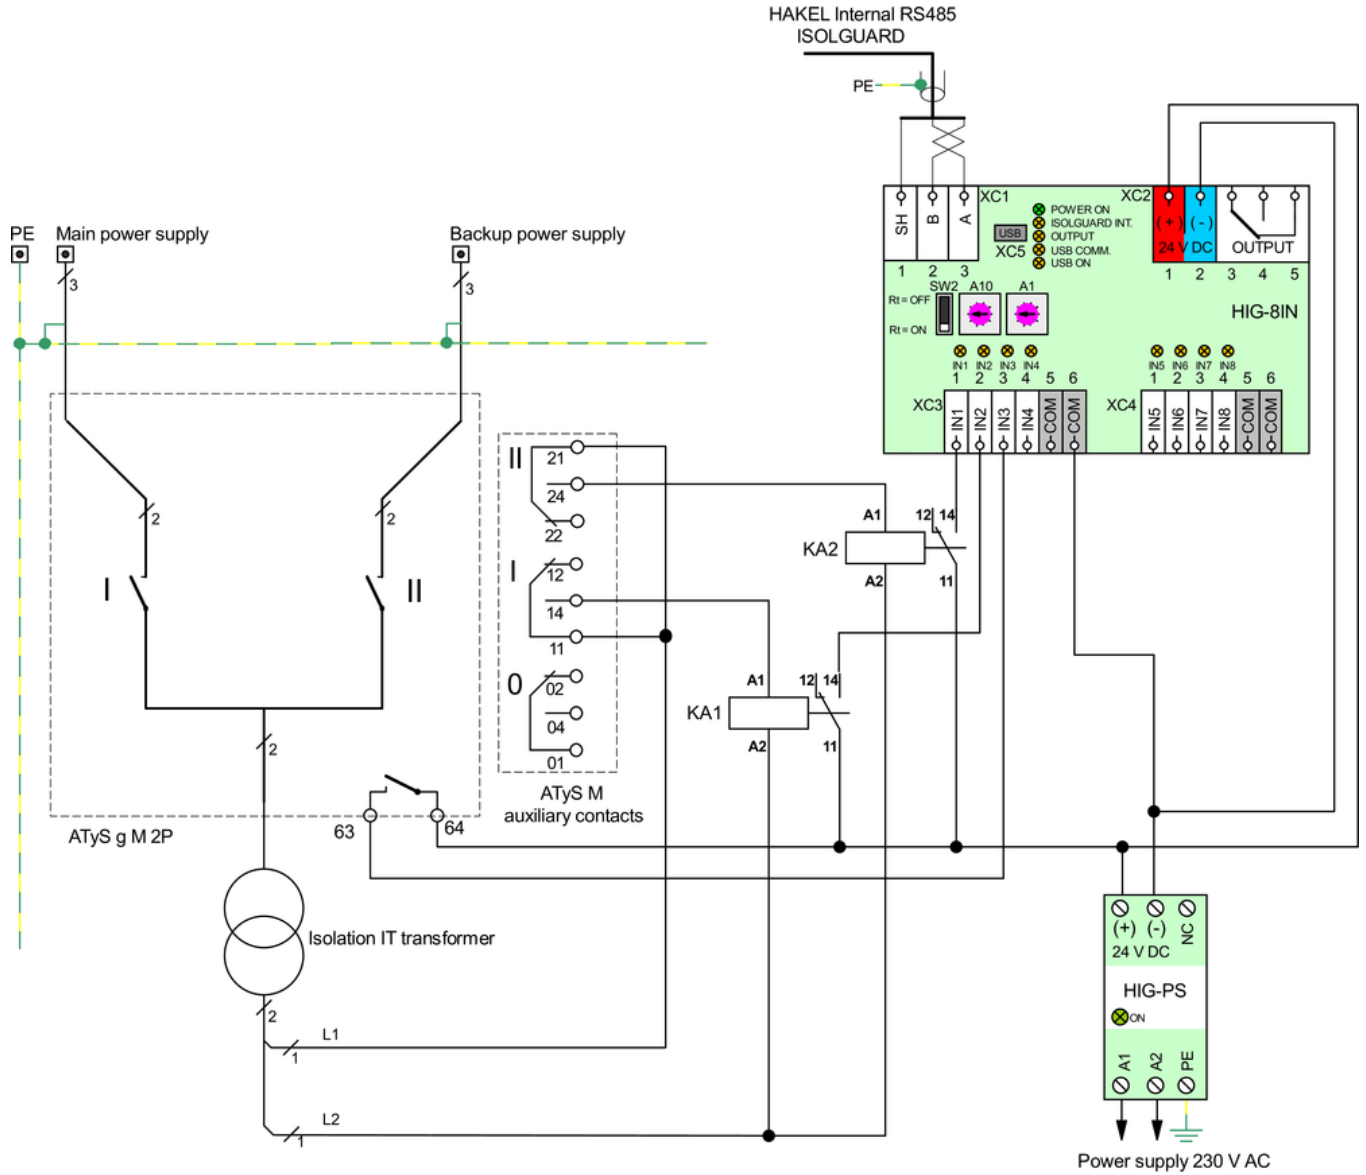 HAKEL Internal RS485
ISOLGUARD
PE
XC1
SH
B
A
1 2 3
USB
XC5
POWER ON
ISOLGUARD INT.
OUTPUT
USB COMM.
USB ON
XC2
(+) (-)
24 V DC
OUTPUT
1 2 3 4 5
SW2 A10 A1
Rt = OFF
Rt = ON
HIG-8IN
IN1 IN2 IN3 IN4
1 2 3 4 5 6
XC3
IN1
IN2
IN3
IN4
COM
COM
IN5 IN6 IN7 IN8
1 2 3 4 5 6
XC4
IN5
IN6
IN7
IN8
COM
COM
PE
Main power supply
Backup power supply
3
3
2
2
I
II
2
63
64
ATyS g M 2P
II
21
24
22
I
12
14
11
0
02
04
01
ATyS M
auxiliary contacts
A1
KA2
A2
12 14
11
A1
KA1
A2
12 14
11
Isolation IT transformer
2
L1
1
L2
1
(+) (-) NC
24 V DC
HIG-PS
ON
A1
A2
PE
Power supply 230 V AC